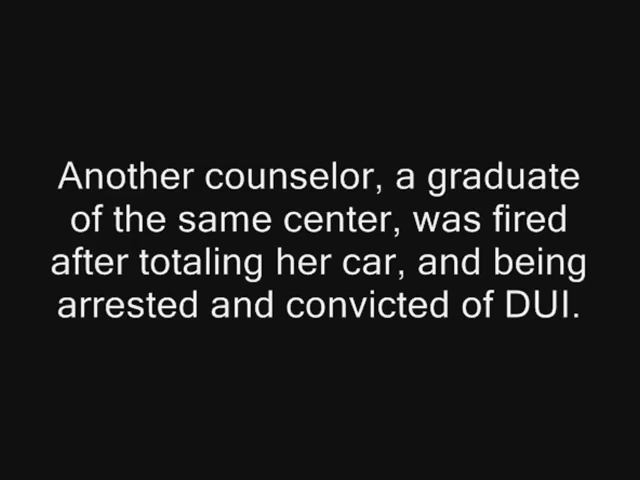 Another counselor, a graduate
of the same center, was fired
after totaling her car, and being
arrested and convicted of DUI.